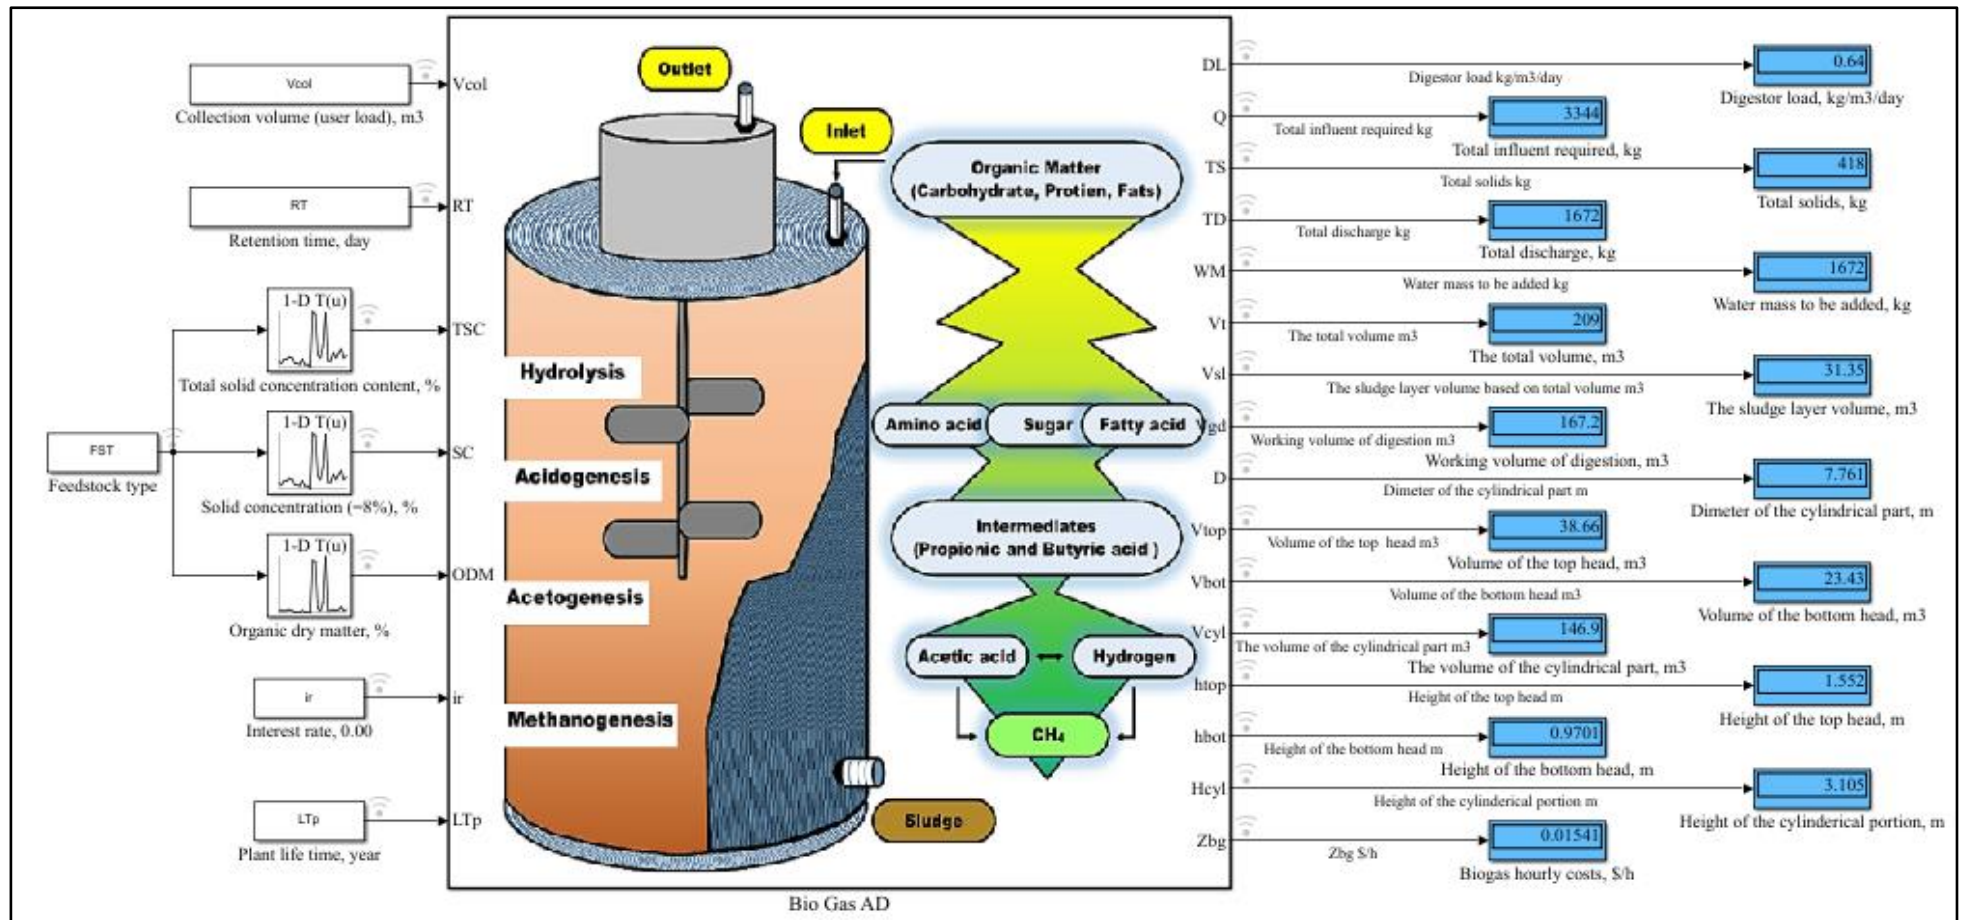 Vcol
Collection volume (user load), m3
RT
Retention time, day
1-D T(u)
Total solid concentration content, %
FST
Feedstock type
1-D T(u)
Solid concentration (=8%), %
1-D T(u)
Organic dry matter, %
ir
Interest rate, 0.00
LTp
Plant life time, year
Vcol
RT
TSC
SC
ODM
ir
LTp
Outlet
Inlet
Hydrolysis
Acidogenesis
Acetogenesis
Methanogenesis
Sludge
Organic Matter
(Carbohydrate, Protien, Fats)
Amino acid
Sugar
Fatty acid
Intermediates
(Propionic and Butyric acid )
Acetic acid
Hydrogen
CH₄
Bio Gas AD
DL
Digestor load kg/m3/day
0.64
Digestor load, kg/m3/day
Q
Total influent required kg
3344
Total influent required, kg
TS
Total solids kg
418
Total solids, kg
TD
Total discharge kg
1672
Total discharge, kg
WM
Water mass to be added kg
1672
Water mass to be added, kg
Vt
The total volume m3
209
The total volume, m3
Vsl
The sludge layer volume based on total volume m3
31.35
The sludge layer volume, m3
Vgd
Working volume of digestion m3
167.2
Working volume of digestion, m3
D
Dimeter of the cylindrical part m
7.761
Dimeter of the cylindrical part, m
Vtop
Volume of the top head m3
38.66
Volume of the top head, m3
Vbot
Volume of the bottom head m3
23.43
Volume of the bottom head, m3
Vcyl
The volume of the cylindrical part m3
146.9
The volume of the cylindrical part, m3
htop
Height of the top head m
1.552
Height of the top head, m
hbot
Height of the bottom head m
0.9701
Height of the bottom head, m
Hcyl
Height of the cylinderical portion m
3.105
Height of the cylinderical portion, m
Zbg
Zbg $/h
0.01541
Biogas hourly costs, $/h